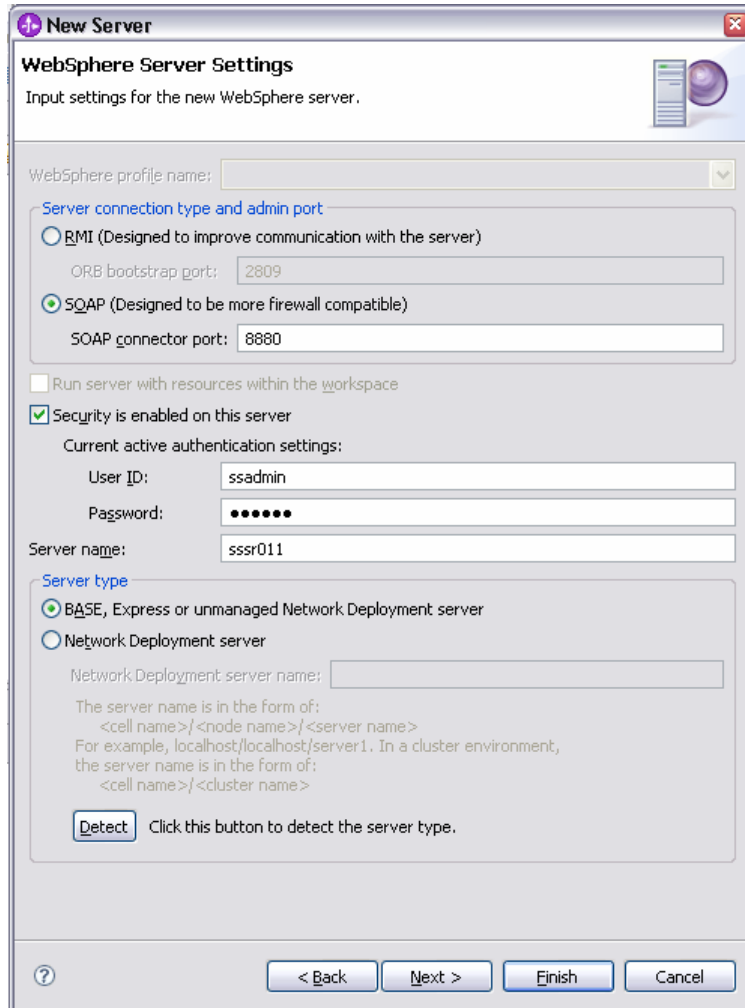 New Server
WebSphere Server Settings
Input settings for the new WebSphere server.
WebSphere profile name:
Server connection type and admin port
RMI (Designed to improve communication with the server)
ORB bootstrap port: 2809
SOAP (Designed to be more firewall compatible)
SOAP connector port: 8880
Run server with resources within the workspace
Security is enabled on this server
Current active authentication settings:
User ID: ssadmin
Password: ●●●●●●
Server name: sssr011
Server type
BASE, Express or unmanaged Network Deployment server
Network Deployment server
Network Deployment server name:
The server name is in the form of:
<cell name>/<node name>/<server name>
For example, localhost/localhost/server1. In a cluster environment,
the server name is in the form of:
<cell name>/<cluster name>
Detect Click this button to detect the server type.
? < Back Next > Finish Cancel